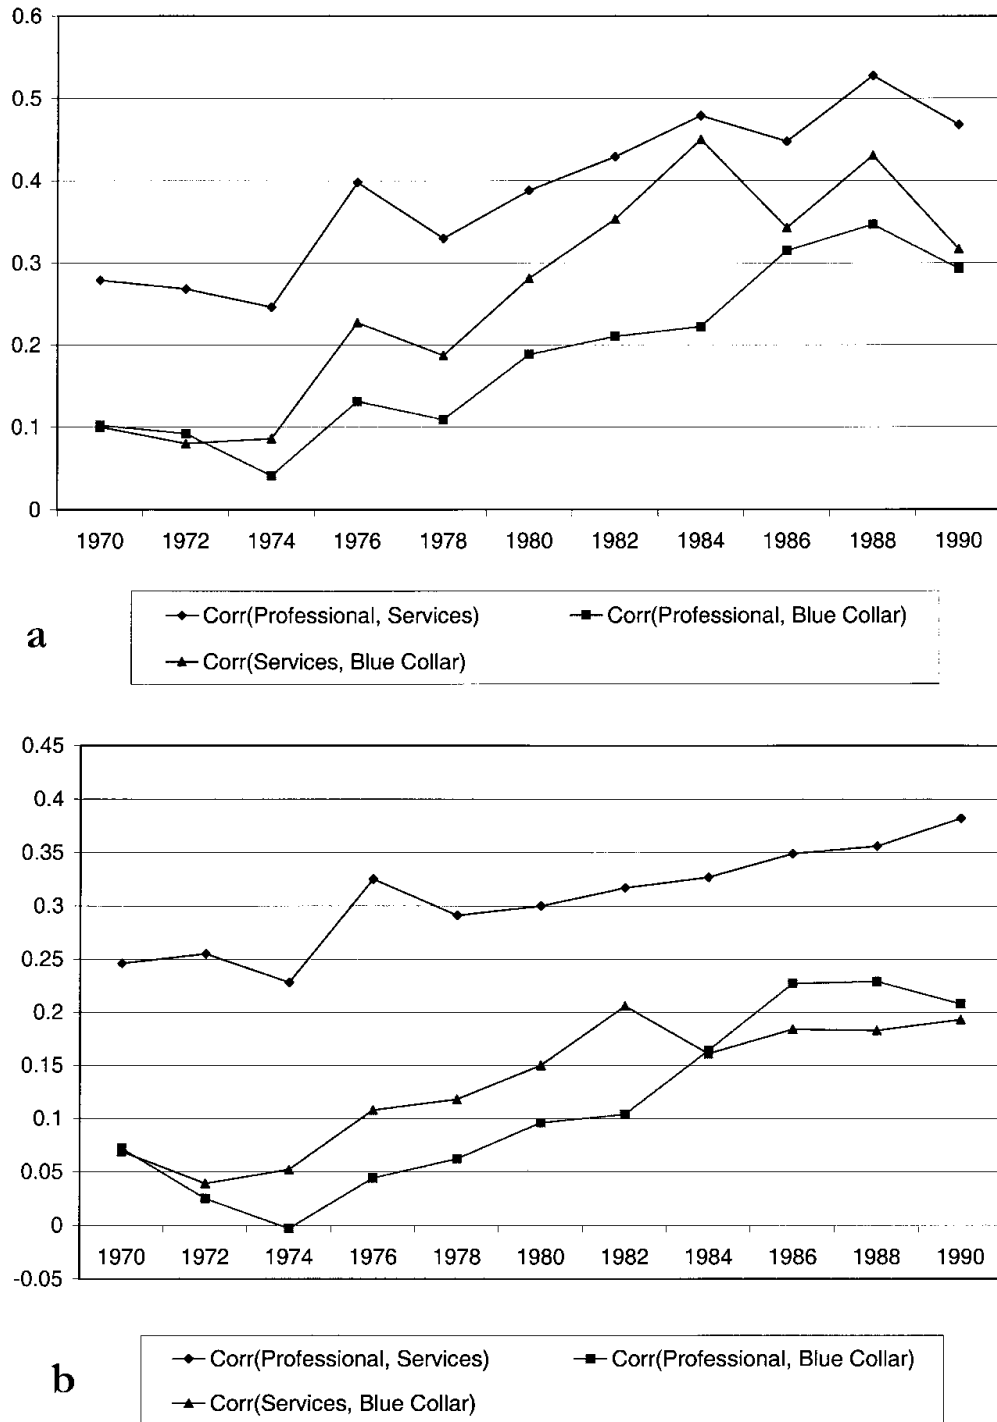 0.6
0.5
0.4
0.3
0.2
0.1
0
1970 1972 1974 1976 1978 1980 1982 1984 1986 1988 1990
Corr(Professional, Services) Corr(Professional, Blue Collar)
a
Corr(Services, Blue Collar)
0.45
0.4
0.35
0.3
0.25
0.2
0.15
0.1
0.05
0
1970 1972 1974 1976 1978 1980 1982 1984 1986 1988 1990
-0.05
Corr(Professional, Services) Corr(Professional, Blue Collar)
b
Corr(Services, Blue Collar)